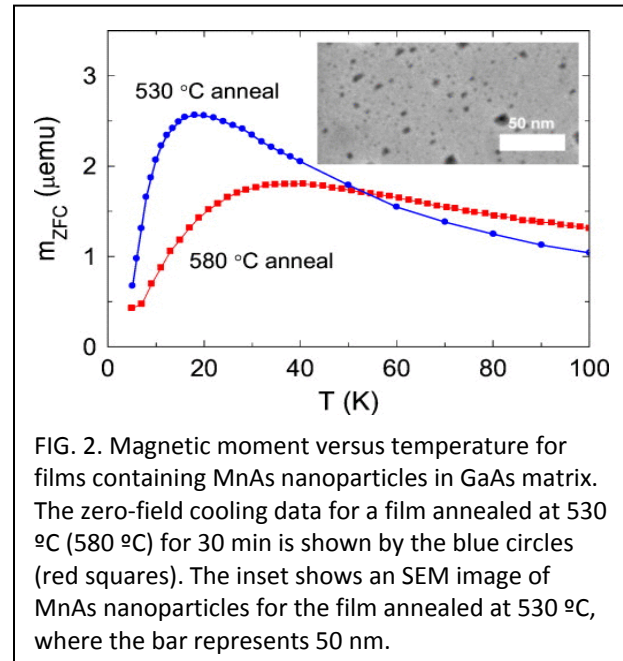 3
2
1
0
m_ZFC (μemu)
530 °C anneal
580 °C anneal
50 nm
0 20 40 60 80 100
T (K)
FIG. 2. Magnetic moment versus temperature for
films containing MnAs nanoparticles in GaAs matrix.
The zero-field cooling data for a film annealed at 530
ºC (580 ºC) for 30 min is shown by the blue circles
(red squares). The inset shows an SEM image of
MnAs nanoparticles for the film annealed at 530 ºC,
where the bar represents 50 nm.